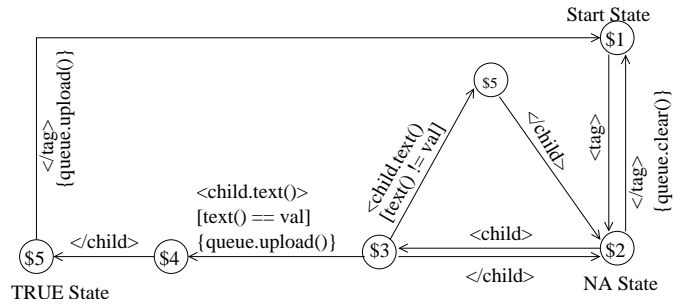 Start State
$1
$5
</tag>
{queue.upload()}
<child.text()
[text() != val]
</child>
<tag>
</tag>
{queue.clear()}
<child.text()>
[text() == val]
{queue.upload()}
</child>
<child>
</child>
$5
$4
$3
$2
TRUE State
NA State